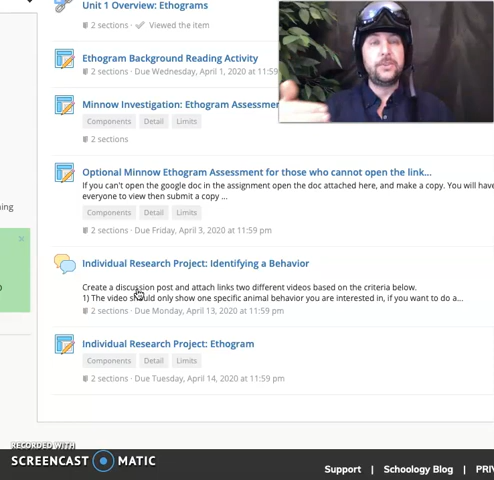 Unit 1 Overview: Ethograms
2 sections · Viewed the item
Ethogram Background Reading Activity
2 sections · Due Wednesday, April 1, 2020 at 11:59
Minnow Investigation: Ethogram Assessmen
Components Detail Limits
2 sections
Optional Minnow Ethogram Assessment for those who cannot open the link...
If you can't open the google doc in the assignment open the doc attached here, and make a copy. You will have
everyone to view then submit a copy ...
Components Detail Limits
2 sections · Due Friday, April 3, 2020 at 11:59 pm
ning
Individual Research Project: Identifying a Behavior
Create a discussion post and attach links two different videos based on the criteria below.
1) The video should only show one specific animal behavior you are interested in, if you want to do a...
2 sections · Due Monday, April 13, 2020 at 11:59 pm
Individual Research Project: Ethogram
Components Detail Limits
2 sections · Due Tuesday, April 14, 2020 at 11:59 pm
RECORDED WITH
SCREENCAST MATIC
Support | Schoology Blog | PRIV